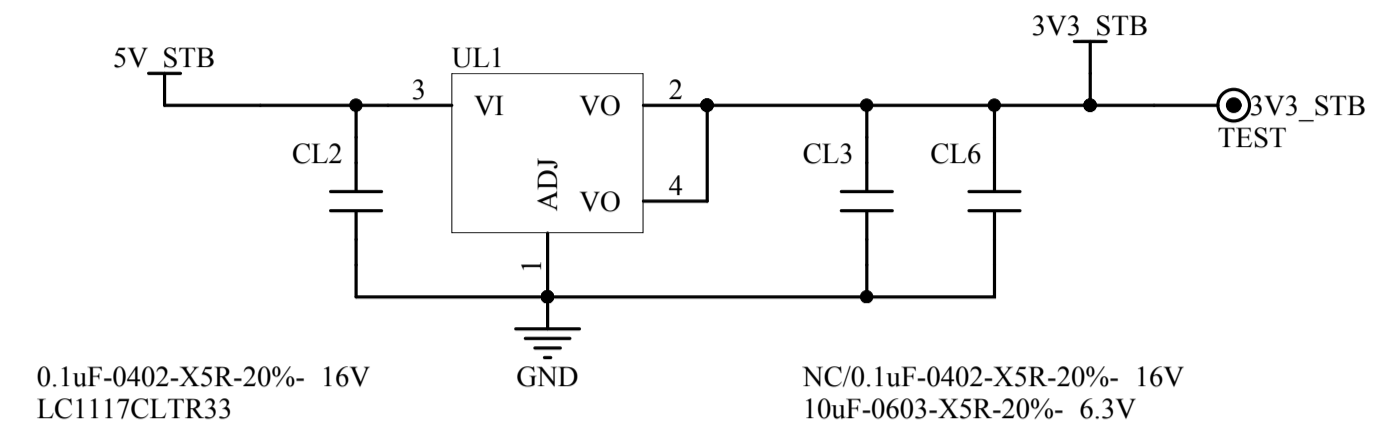 3V3_STB
5V_STB
UL1
3
VI
VO
2
3V3_STB
TEST
CL2
CL3
CL6
ADJ
VO
4
1
0.1uF-0402-X5R-20%- 16V
GND
NC/0.1uF-0402-X5R-20%- 16V
LC1117CLTR33
10uF-0603-X5R-20%- 6.3V